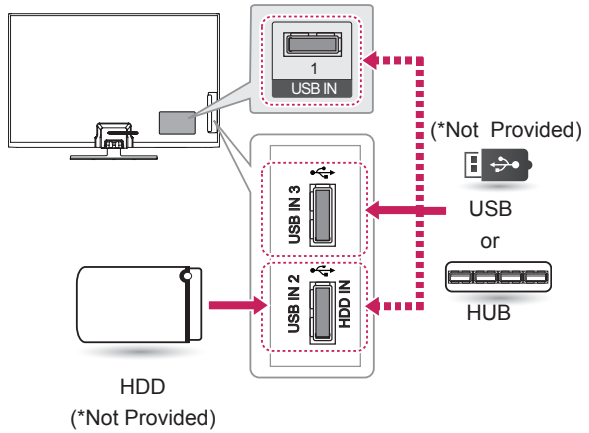 1
USB IN
(*Not Provided)
USB
or
HUB
USB IN 3
USB IN 2
HDD IN
HDD
(*Not Provided)